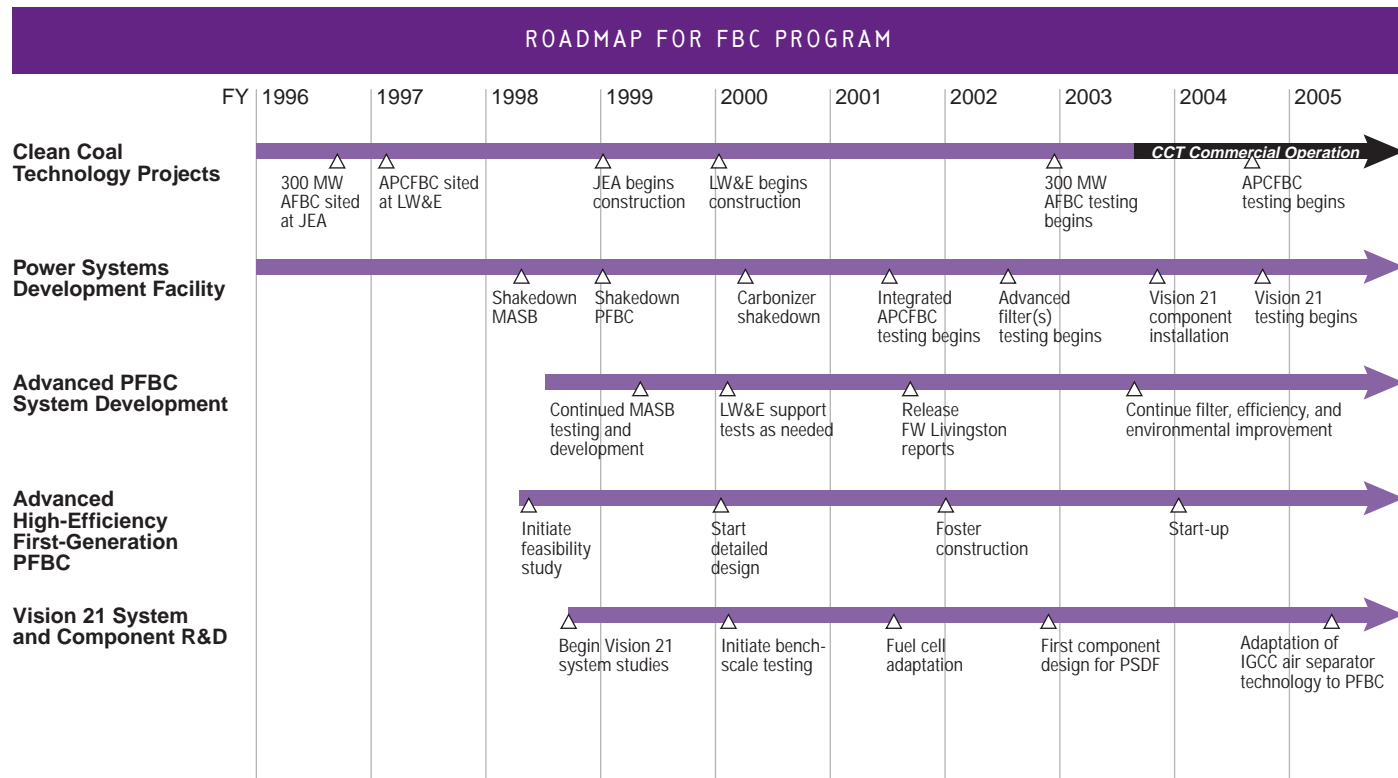 ROADMAP FOR FBC PROGRAM
FY 1996 1997 1998 1999 2000 2001 2002 2003 2004 2005
Clean Coal
Technology Projects
CCT Commercial Operation
300 MW
AFBC sited
at JEA
APCFBC sited
at LW&E
JEA begins
construction
LW&E begins
construction
300 MW
AFBC testing
begins
APCFBC
testing begins
Power Systems
Development Facility
Shakedown
MASB
Shakedown
PFBC
Carbonizer
shakedown
Integrated
APCFBC
testing begins
Advanced
filter(s)
testing begins
Vision 21
component
installation
Vision 21
testing begins
Advanced PFBC
System Development
Continued MASB
testing and
development
LW&E support
tests as needed
Release
FW Livingston
reports
Continue filter, efficiency, and
environmental improvement
Advanced
High-Efficiency
First-Generation
PFBC
Initiate
feasibility
study
Start
detailed
design
Foster
construction
Start-up
Vision 21 System
and Component R&D
Begin Vision 21
system studies
Initiate bench-
scale testing
Fuel cell
adaptation
First component
design for PSDF
Adaptation of
IGCC air separator
technology to PFBC